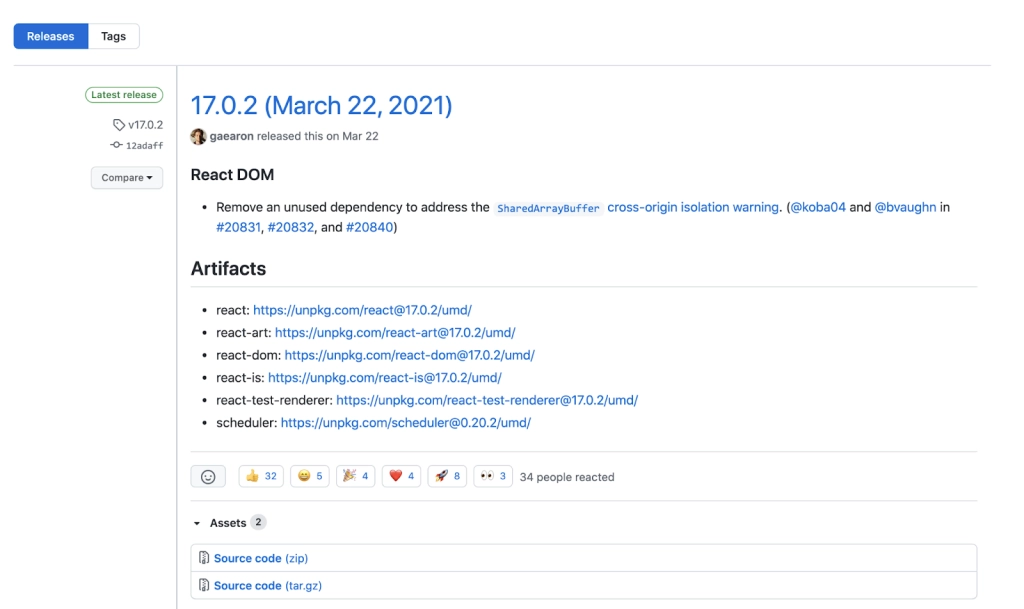 Releases Tags
Latest release
v17.0.2
12adaff
Compare
17.0.2 (March 22, 2021)
gaearon released this on Mar 22
React DOM
• Remove an unused dependency to address the SharedArrayBuffer cross-origin isolation warning. (@koba04 and @bvaughn in
#20831, #20832, and #20840)
Artifacts
• react: https://unpkg.com/react@17.0.2/umd/
• react-art: https://unpkg.com/react-art@17.0.2/umd/
• react-dom: https://unpkg.com/react-dom@17.0.2/umd/
• react-is: https://unpkg.com/react-is@17.0.2/umd/
• react-test-renderer: https://unpkg.com/react-test-renderer@17.0.2/umd/
• scheduler: https://unpkg.com/scheduler@0.20.2/umd/
👍 32 😄 5 🎉 4 ❤️ 4 🚀 8 👀 3 34 people reacted
Assets 2
Source code (zip)
Source code (tar.gz)